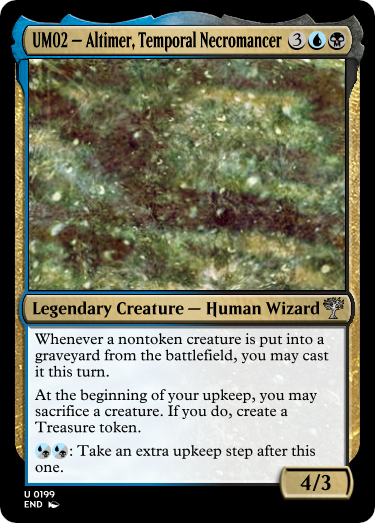 UM02 – Altimer, Temporal Necromancer 3
Legendary Creature — Human Wizard
Whenever a nontoken creature is put into a
graveyard from the battlefield, you may cast
it this turn.
At the beginning of your upkeep, you may
sacrifice a creature. If you do, create a
Treasure token.
: Take an extra upkeep step after this
one.
4/3
U 0199
END